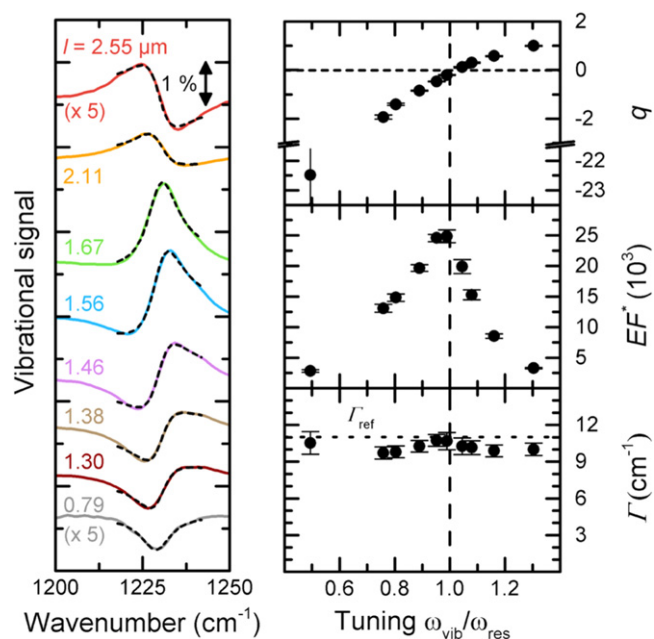 l = 2.55 μm
1 %
(x 5)
2.11
1.67
1.56
1.46
1.38
1.30
0.79
(x 5)
Vibrational signal
1200 1225 1250
Wavenumber (cm⁻¹)
2
0
-2
-22
-23
q
25
20
15
10
5
EF* (10³)
Γref
12
9
6
3
Γ(cm⁻¹)
0.6 0.8 1.0 1.2
Tuning ωvib/ωres